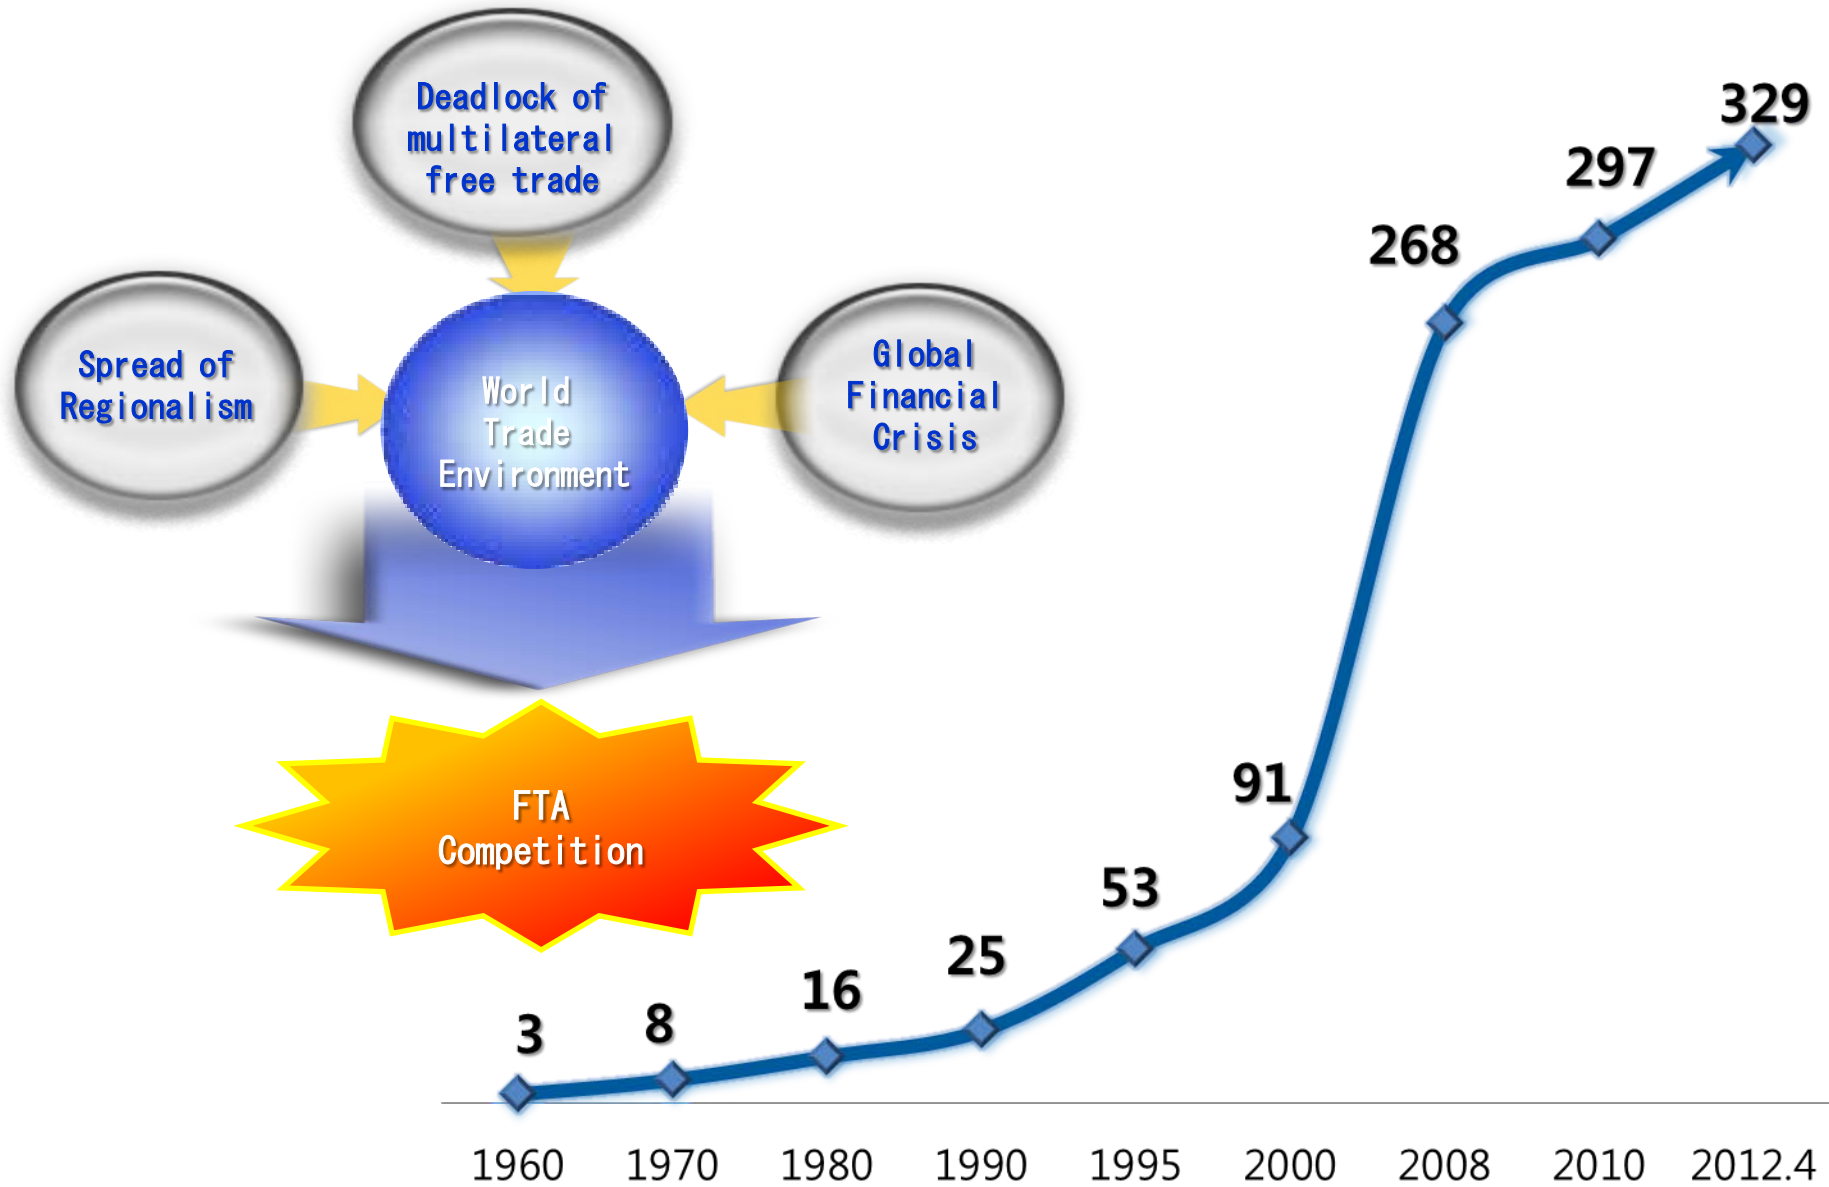 Deadlock of
multilateral
free trade
Spread of
Regionalism
World
Trade
Environment
Global
Financial
Crisis
FTA
Competition
3
8
16
25
53
91
268
297
329
1960
1970
1980
1990
1995
2000
2008
2010
2012.4